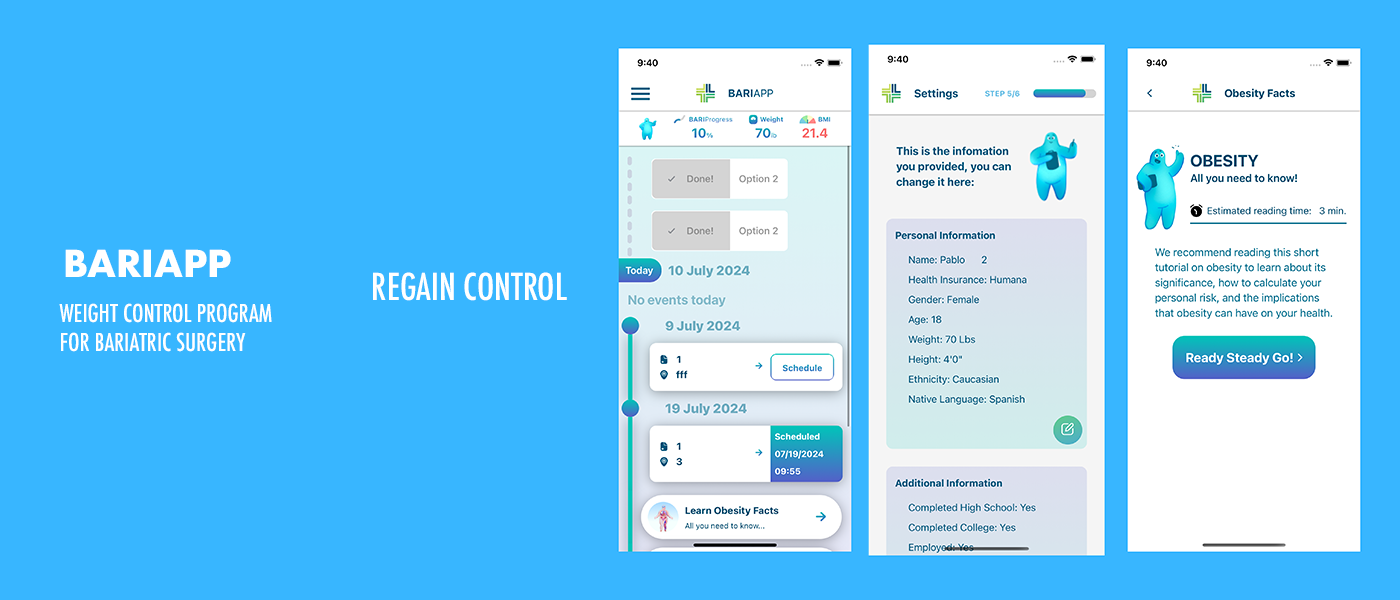 BARIAPP
WEIGHT CONTROL PROGRAM
FOR BARIATRIC SURGERY
REGAIN CONTROL
9:40
BARIAPP
BARIProgress
10%
Weight
70lb
BMI
21.4
Done!
Option 2
Done!
Option 2
Today
10 July 2024
No events today
9 July 2024
1
fff
Schedule
19 July 2024
1
3
Scheduled
07/19/2024
09:55
Learn Obesity Facts
All you need to know...
9:40
Settings
STEP 5/6
This is the infomation
you provided, you can
change it here:
Personal Information
Name: Pablo 2
Health Insurance: Humana
Gender: Female
Age: 18
Weight: 70 Lbs
Height: 4'0"
Ethnicity: Caucasian
Native Language: Spanish
Additional Information
Completed High School: Yes
Completed College: Yes
Employed: Yes
9:40
Obesity Facts
OBESITY
All you need to know!
Estimated reading time: 3 min.
We recommend reading this short
tutorial on obesity to learn about its
significance, how to calculate your
personal risk, and the implications
that obesity can have on your health.
Ready Steady Go!